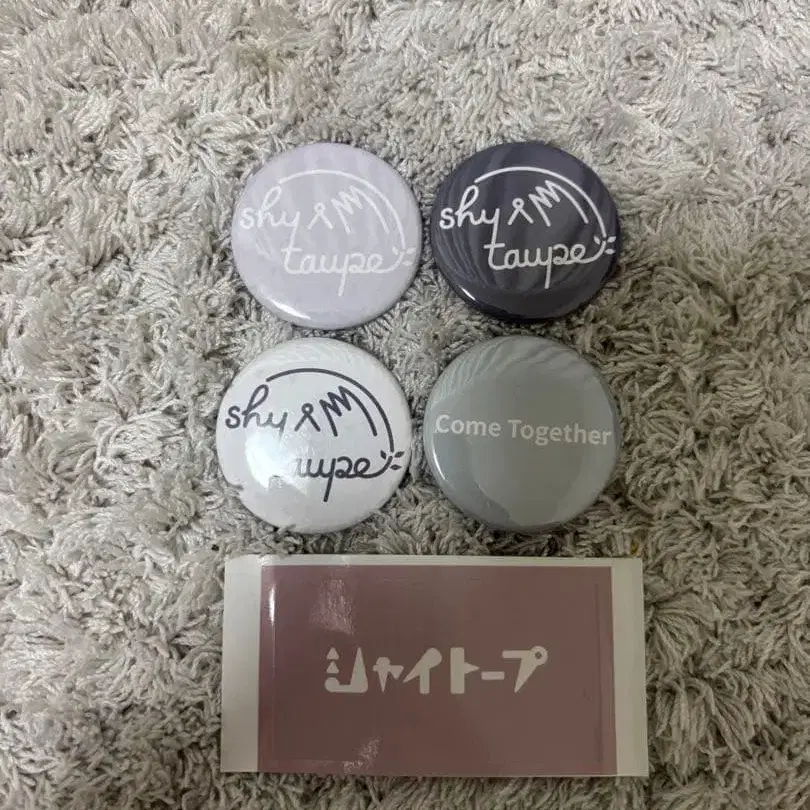 shy
taupe
shy
taupe
shy
taupe
Come Together
シャイトープ